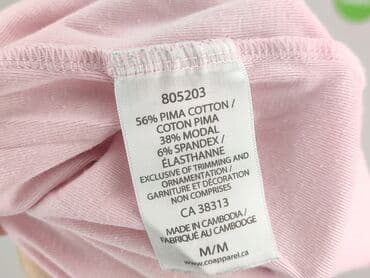 805203
56% PIMA COTTON /
COTON PIMA
38% MODAL
6% SPANDEX /
ÉLASTHANNE
EXCLUSIVE OF TRIMMING AND
ORNAMENTATION /
GARNITURE ET DÉCORATION
NON COMPRISES
CA 38313
MADE IN CAMBODIA /
FABRIQUÉ AU CAMBODGE
M/M
www.coapparel.ca